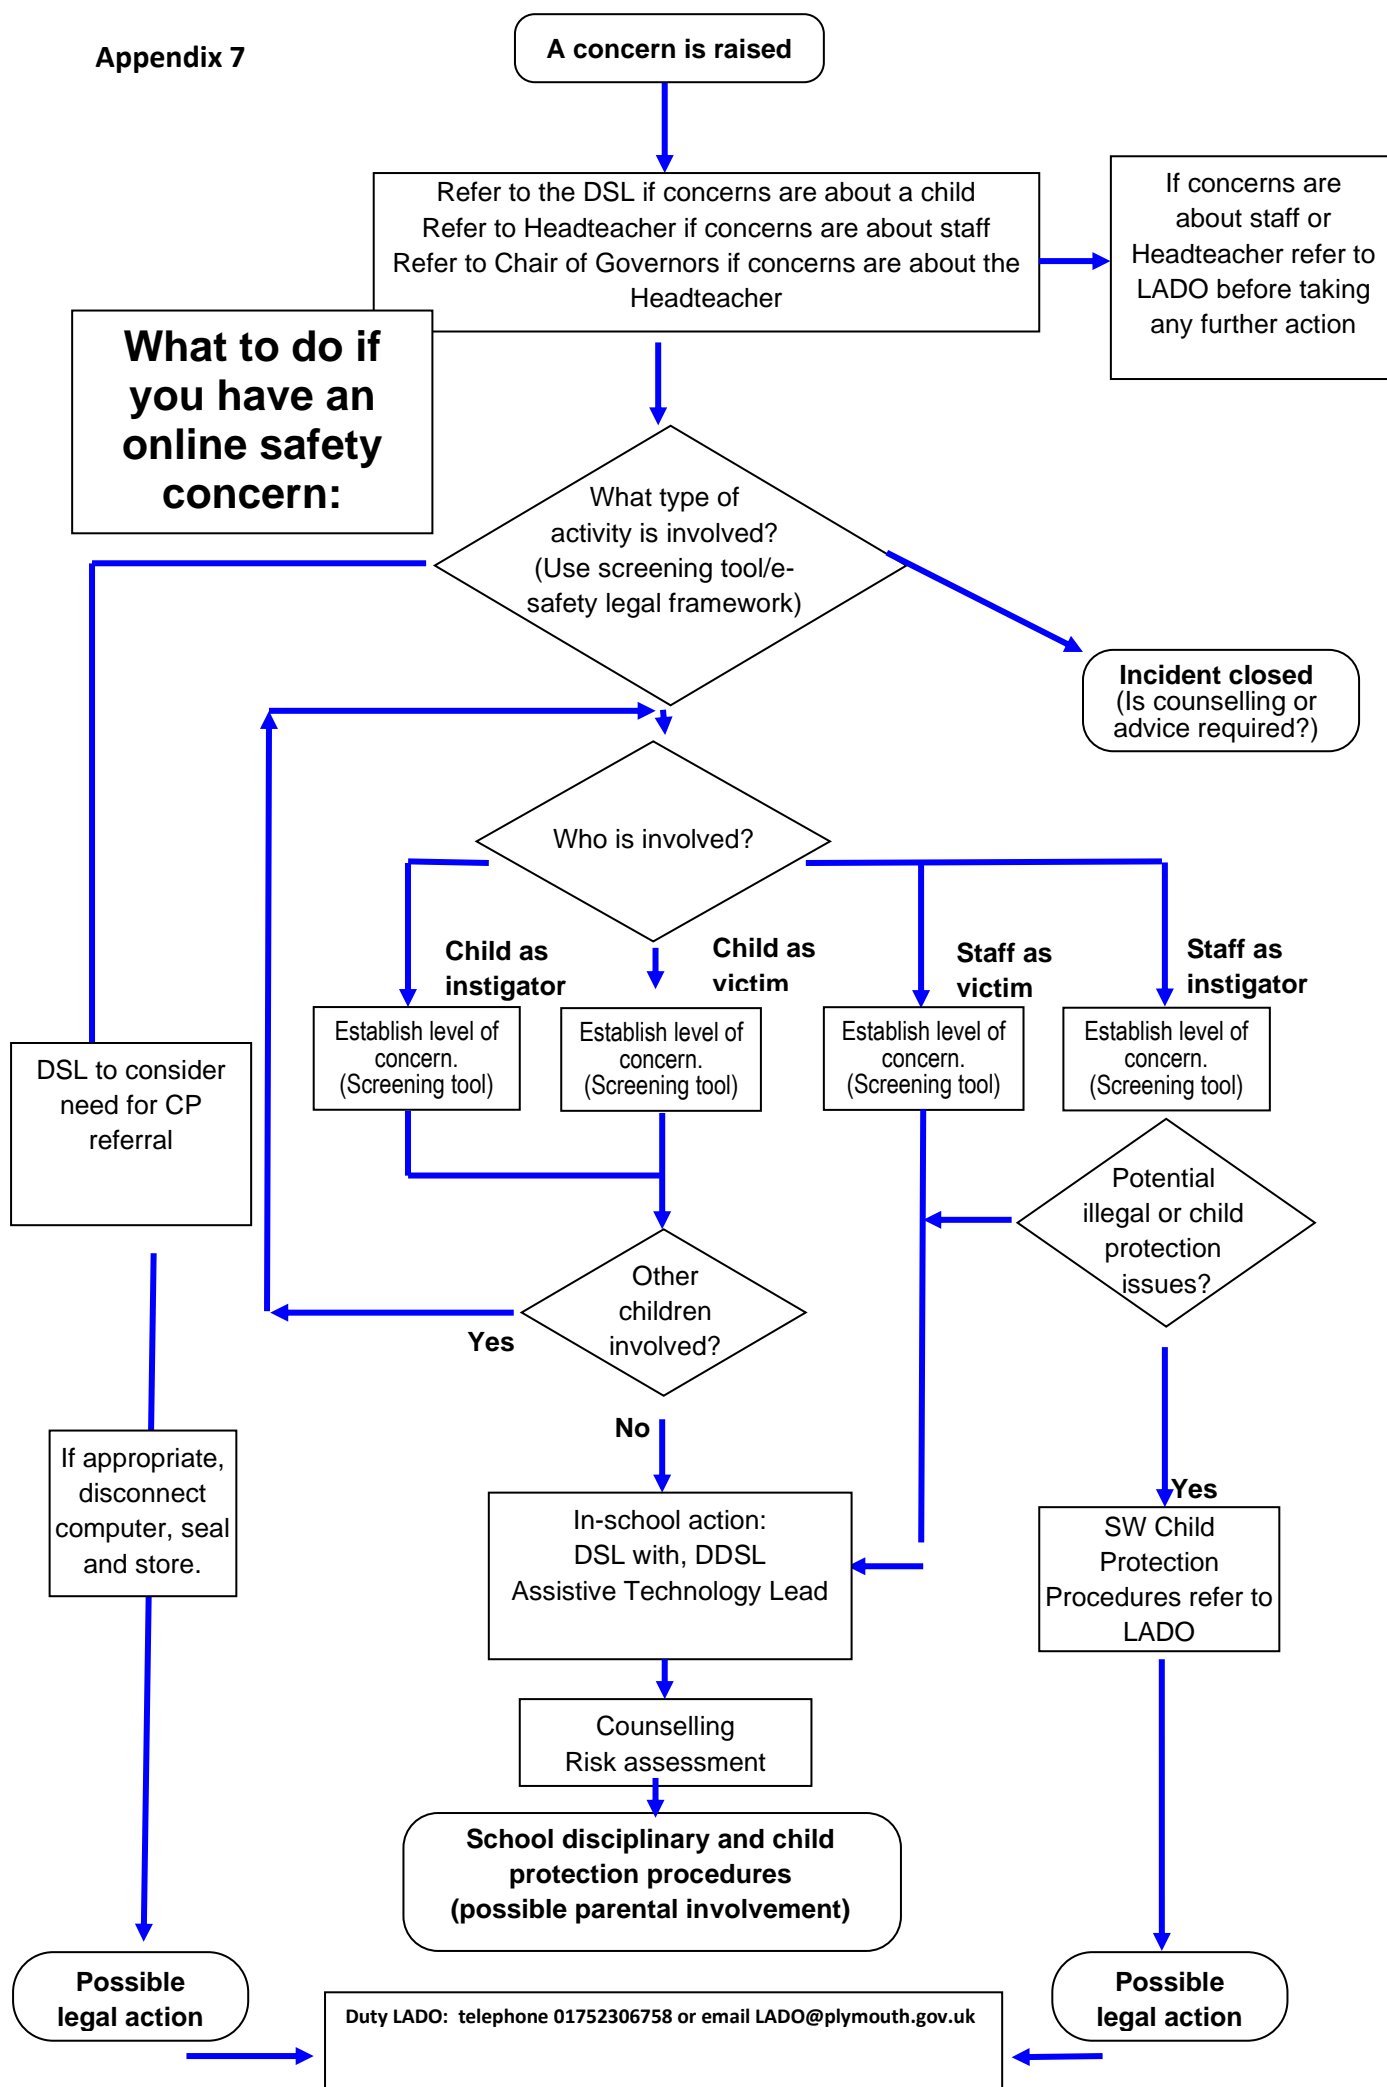 Appendix 7
A concern is raised
Refer to the DSL if concerns are about a child
Refer to Headteacher if concerns are about staff
Refer to Chair of Governors if concerns are about the
Headteacher
If concerns are
about staff or
Headteacher refer to
LADO before taking
any further action
What to do if
you have an
online safety
concern:
What type of
activity is involved?
(Use screening tool/e-
safety legal framework)
Incident closed
(Is counselling or
advice required?)
Who is involved?
Child as
instigator
Child as
victim
Staff as
victim
Staff as
instigator
Establish level of
concern.
(Screening tool)
Establish level of
concern.
(Screening tool)
Establish level of
concern.
(Screening tool)
Establish level of
concern.
(Screening tool)
DSL to consider
need for CP
referral
Potential
illegal or child
protection
issues?
Other
children
involved?
Yes
No
If appropriate,
disconnect
computer, seal
and store.
In-school action:
DSL with, DDSL
Assistive Technology Lead
Yes
SW Child
Protection
Procedures refer to
LADO
Counselling
Risk assessment
School disciplinary and child
protection procedures
(possible parental involvement)
Possible
legal action
Possible
legal action
Duty LADO: telephone 01752306758 or email LADO@plymouth.gov.uk